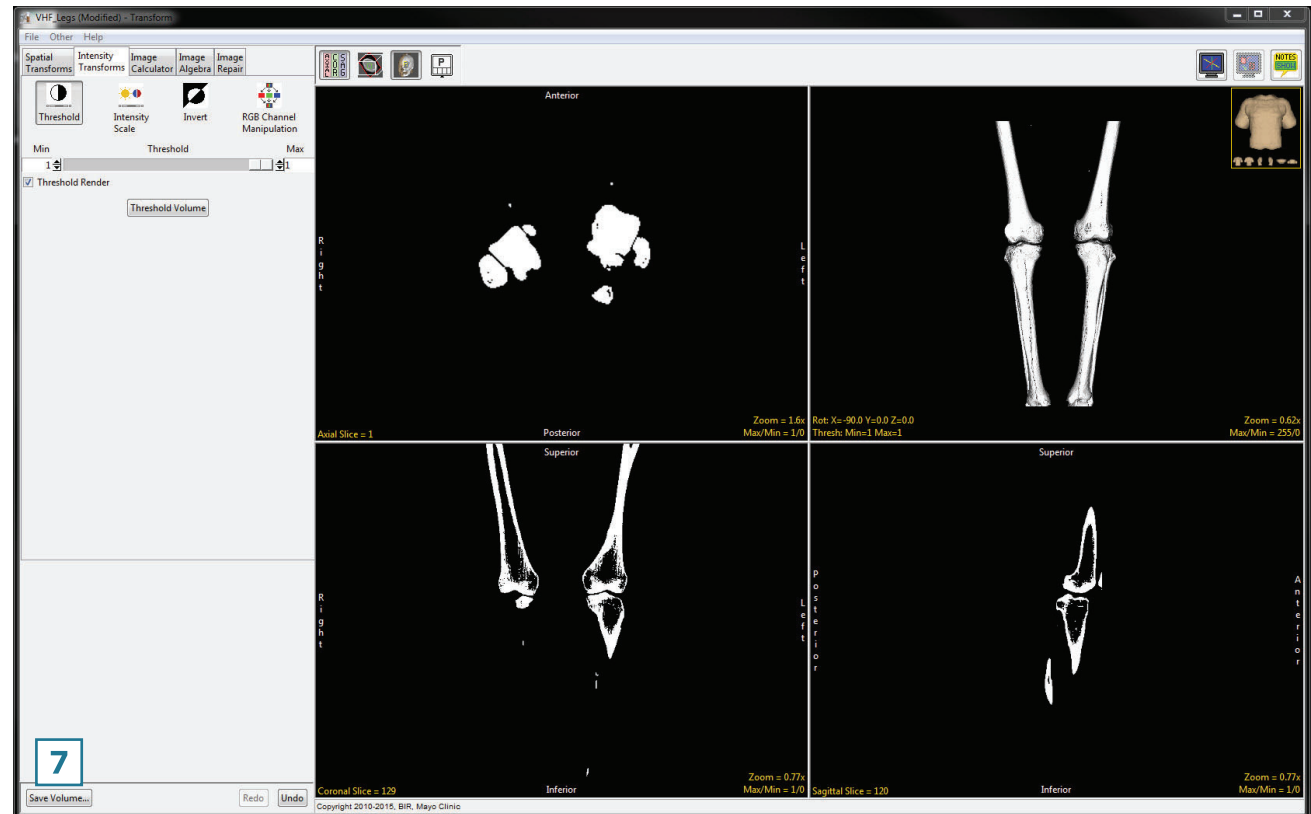 VHF_Legs (Modified) - Transform
File Other Help
Spatial Transforms
Intensity Transforms
Image Calculator
Image Algebra
Image Repair
Threshold
Intensity Scale
Invert
RGB Channel Manipulation
Min Threshold Max
1 1
Threshold Render
Threshold Volume
7
Save Volume...
Redo Undo
AXIAL
COR
SAG
P
NOTES
SHOW
Anterior
Right
Left
Axial Slice = 1
Posterior
Zoom = 1.6x
Max/Min = 1/0
Rot: X= -90.0 Y=0.0 Z=0.0
Thresh: Min=1 Max=1
Zoom = 0.62x
Max/Min = 255/0
Superior
Right
Left
Coronal Slice = 129
Inferior
Zoom = 0.77x
Max/Min = 1/0
Superior
Posterior
Anterior
Sagittal Slice = 120
Inferior
Zoom = 0.77x
Max/Min = 1/0
Copyright 2010-2015, BIR, Mayo Clinic